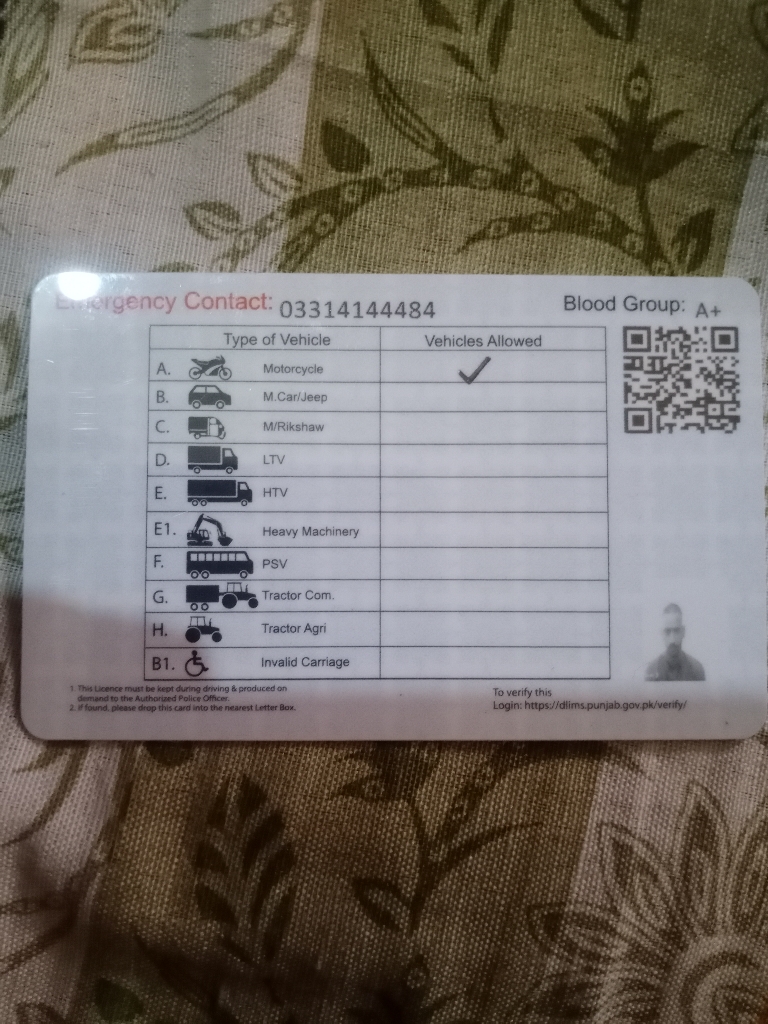 Emergency Contact: 03314144484 Blood Group: A+
Type of Vehicle Vehicles Allowed
A. Motorcycle ✓
B. M.Car/Jeep
C. M/Rikshaw
D. LTV
E. HTV
E1. Heavy Machinery
F. PSV
G. Tractor Com.
H. Tractor Agri
B1. Invalid Carriage
1. This Licence must be kept during driving & produced on
demand to the Authorized Police Officer.
2. If found, please drop this card into the nearest Letter Box.
To verify this
Login: https://dlims.punjab.gov.pk/verify/